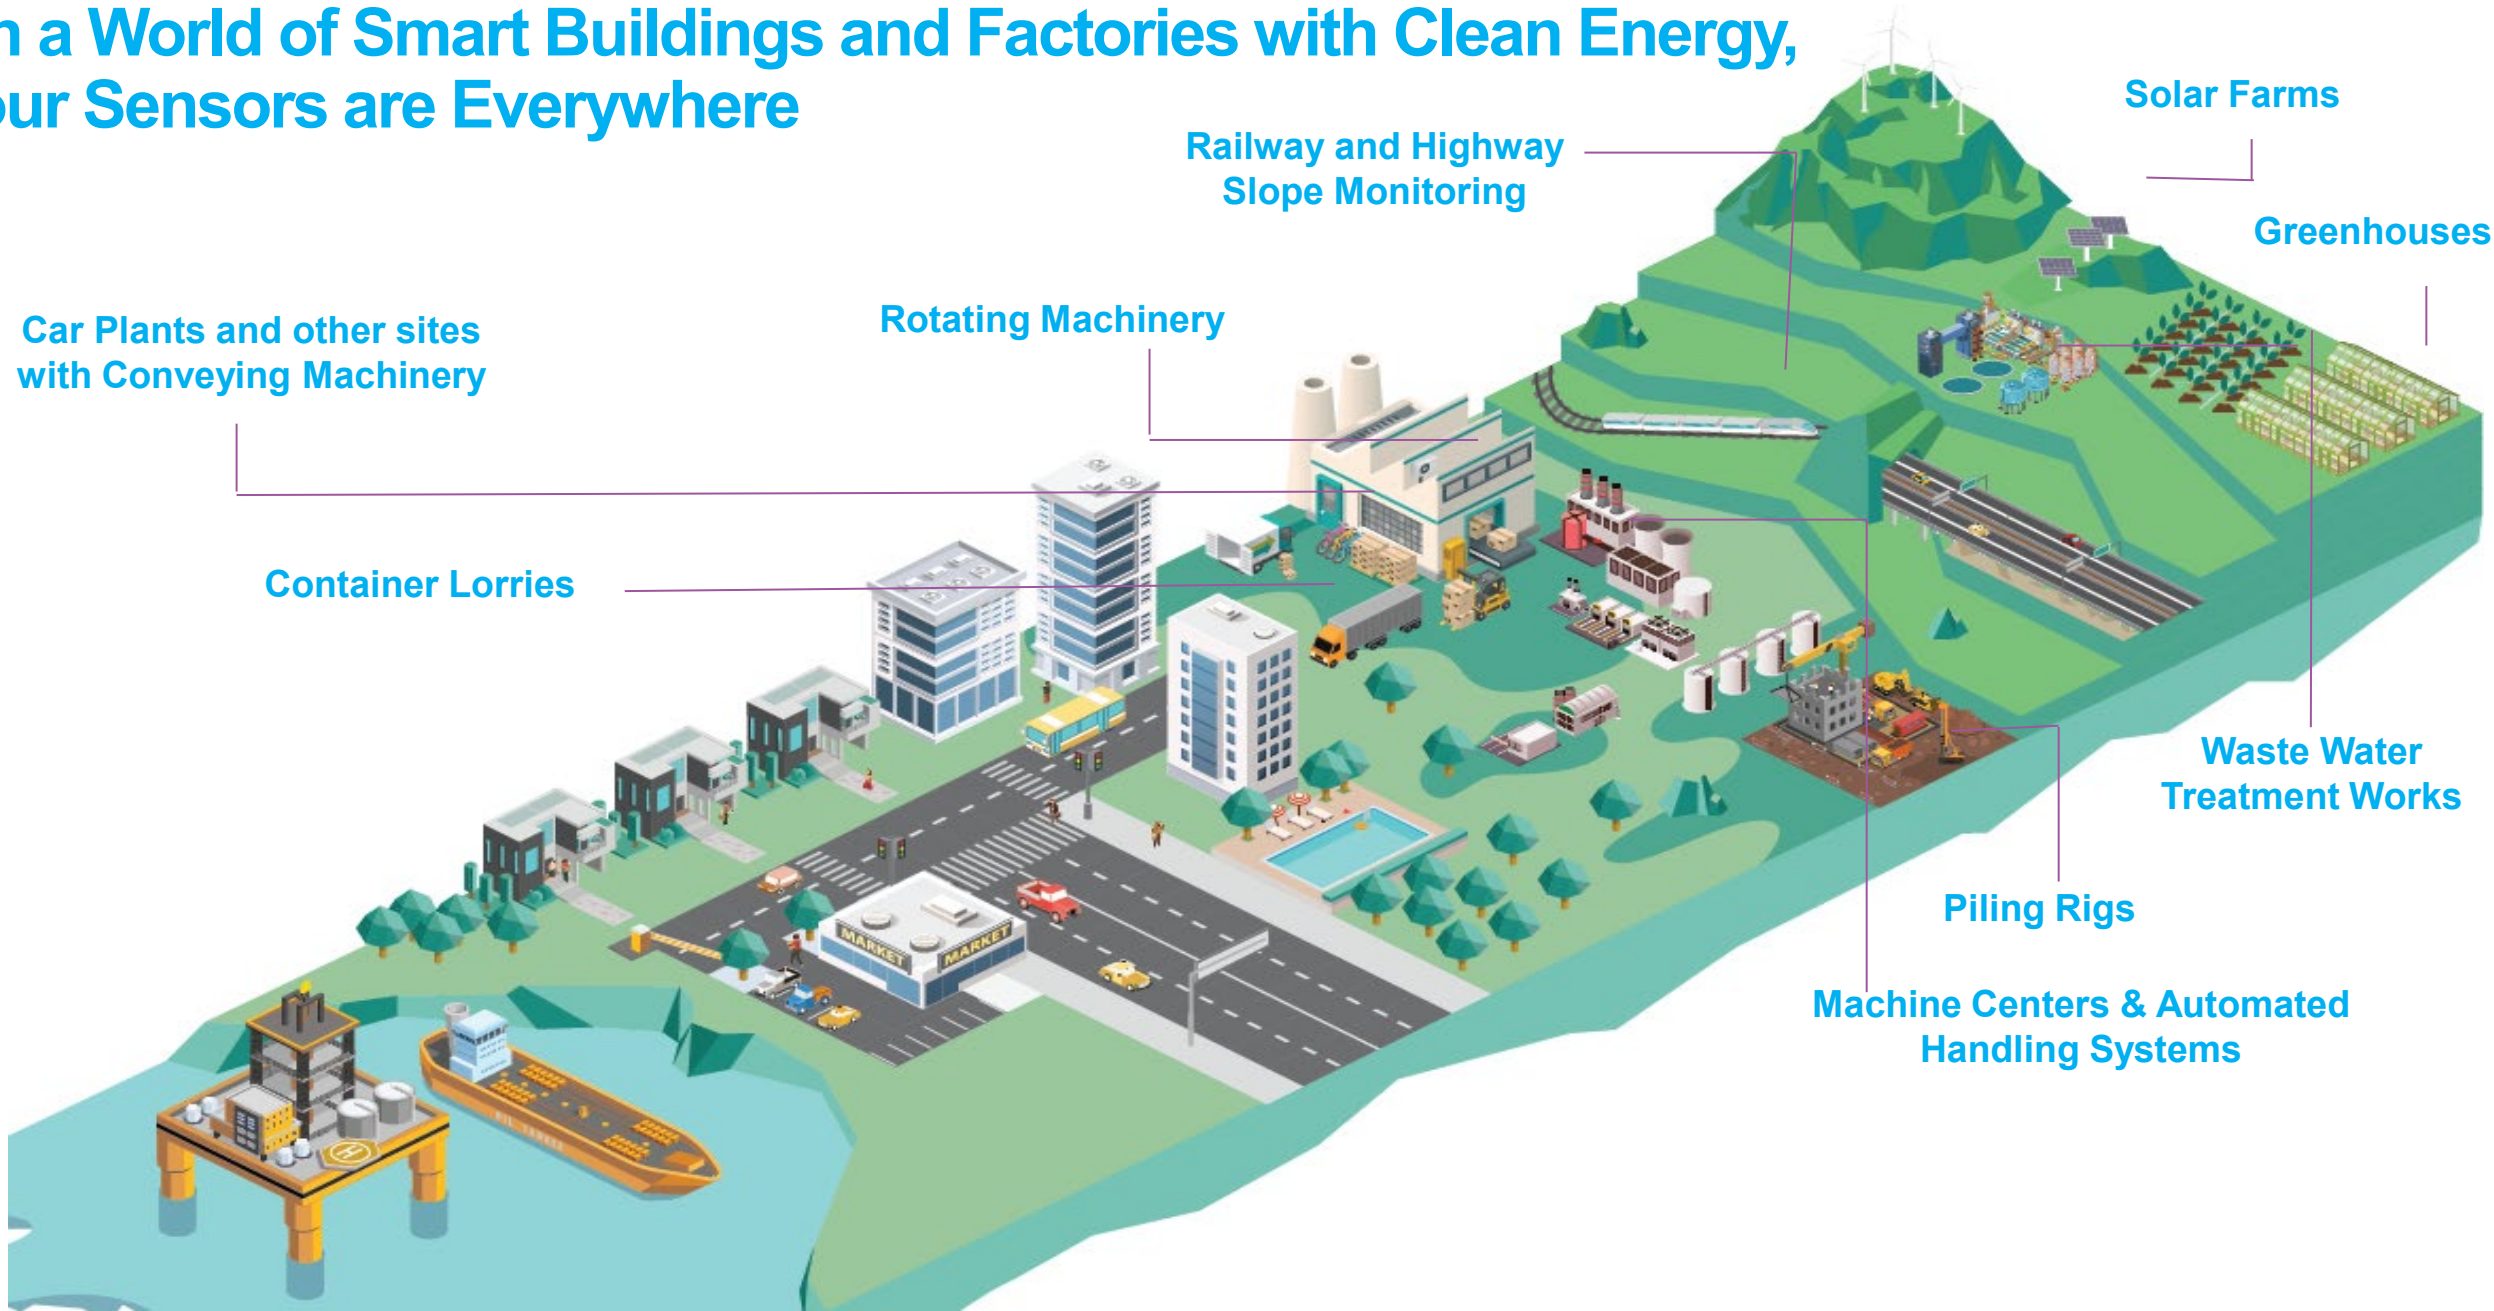 n a World of Smart Buildings and Factories with Clean Energy,
our Sensors are Everywhere
Solar Farms
Railway and Highway
Slope Monitoring
Greenhouses
Rotating Machinery
Car Plants and other sites
with Conveying Machinery
Container Lorries
Waste Water
Treatment Works
Piling Rigs
Machine Centers & Automated
Handling Systems
MARKET
MARKET
H